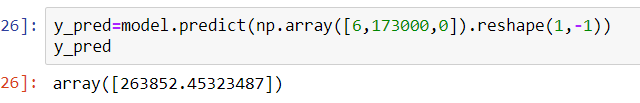 26]: y_pred=model.predict(np.array([6,173000,0]).reshape(1,-1))
y_pred
26]: array([263852.45323487])